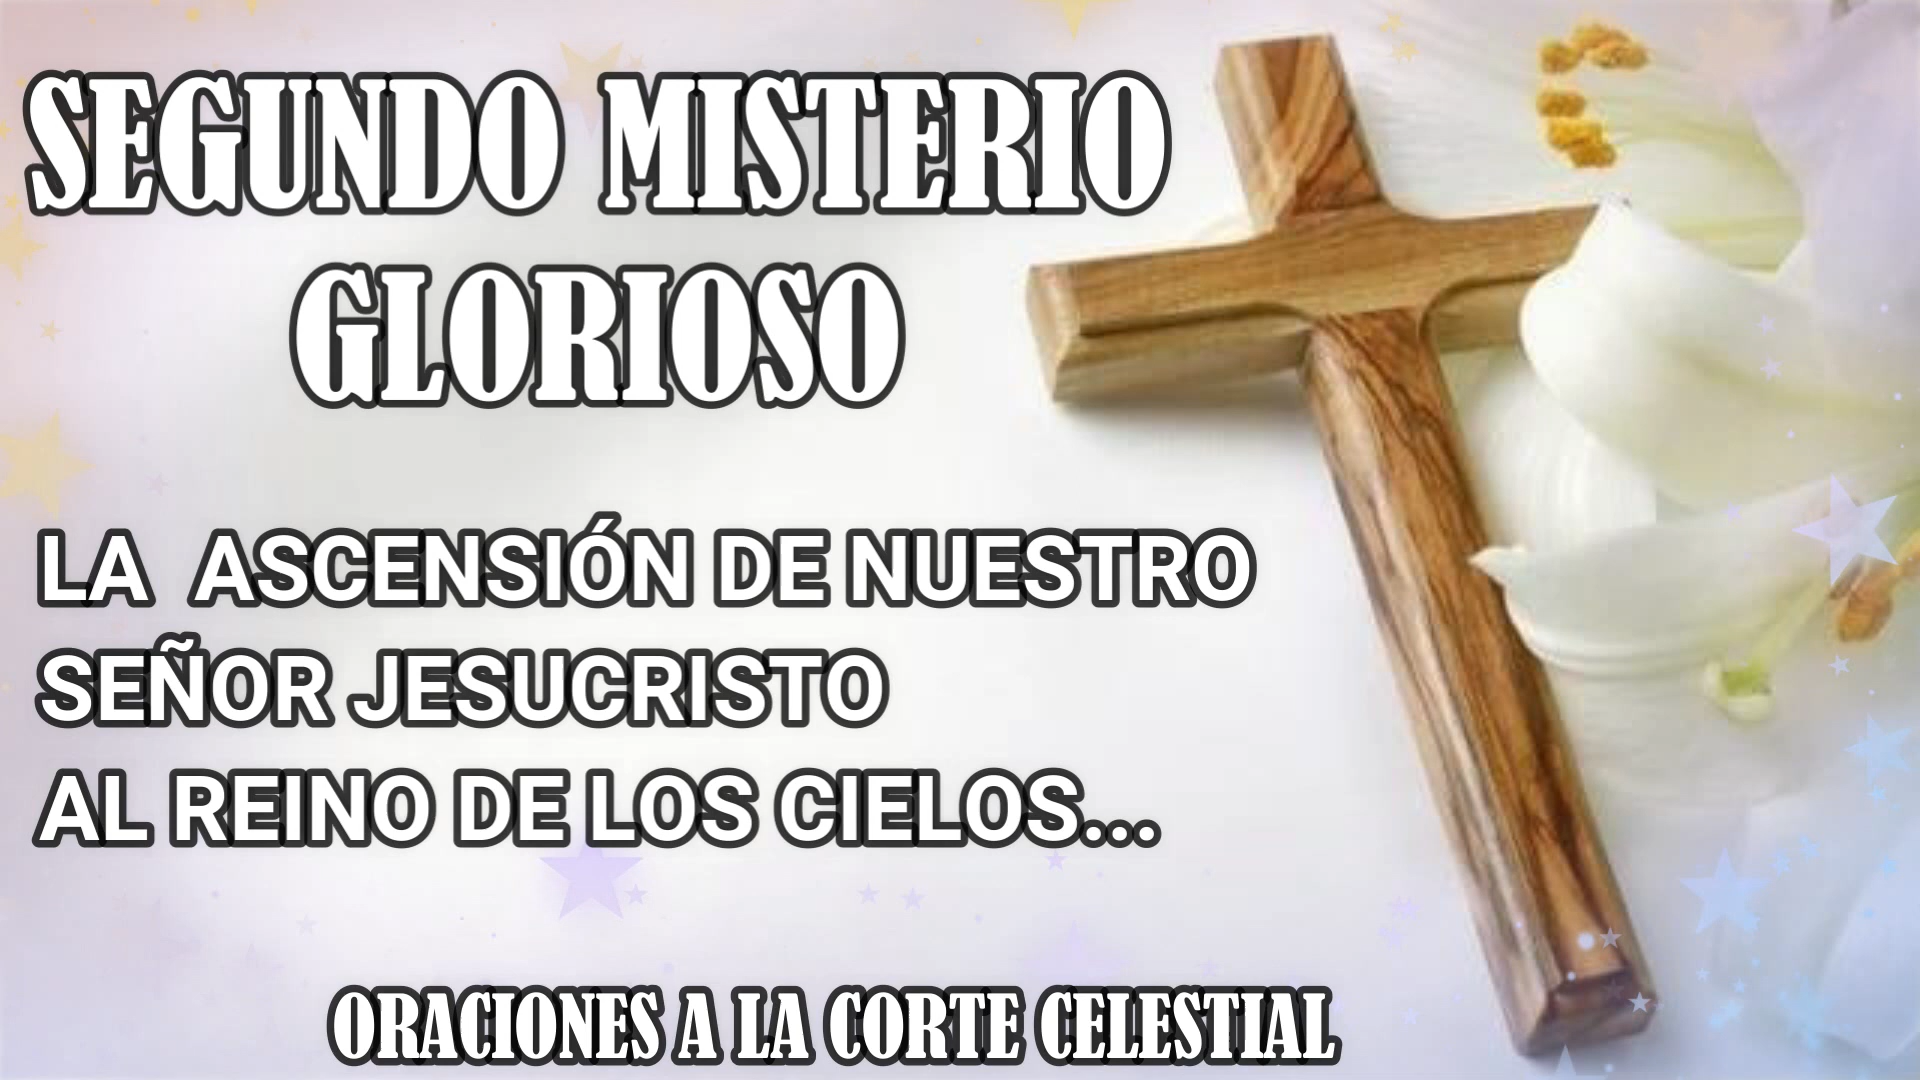 SEGUNDO MISTERIO
GLORIOSO
LA ASCENSIÓN DE NUESTRO
SEÑOR JESUCRISTO
AL REINO DE LOS CIELOS...
ORACIONES A LA CORTE CELESTIAL